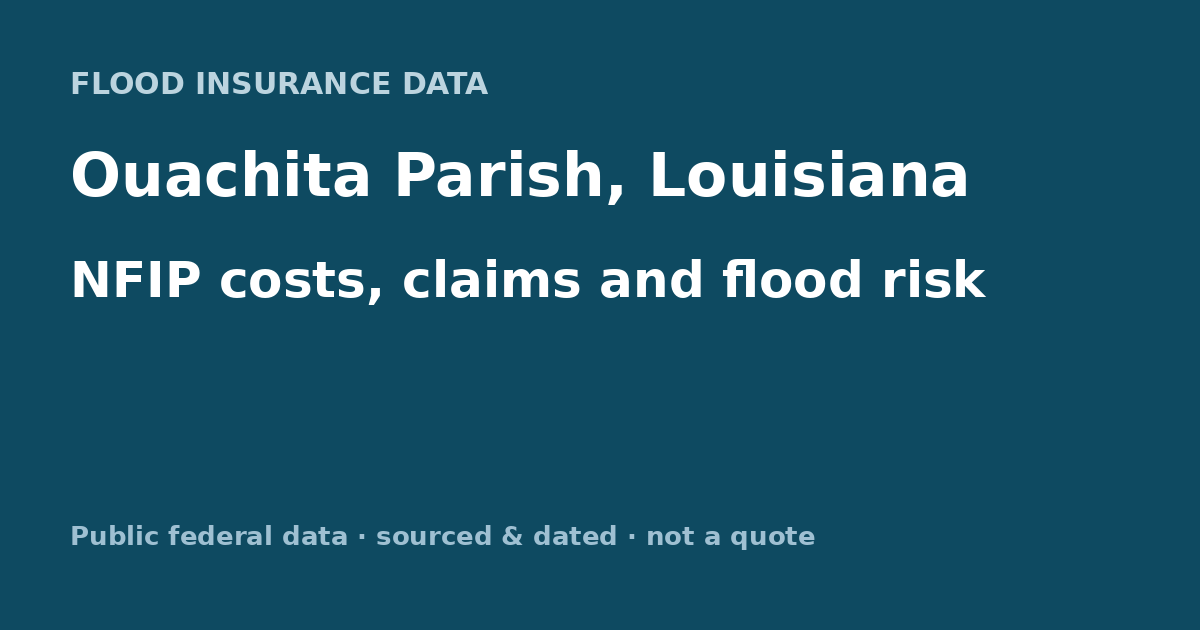 FLOOD INSURANCE DATA
Ouachita Parish, Louisiana
NFIP costs, claims and flood risk
Public federal data · sourced & dated · not a quote